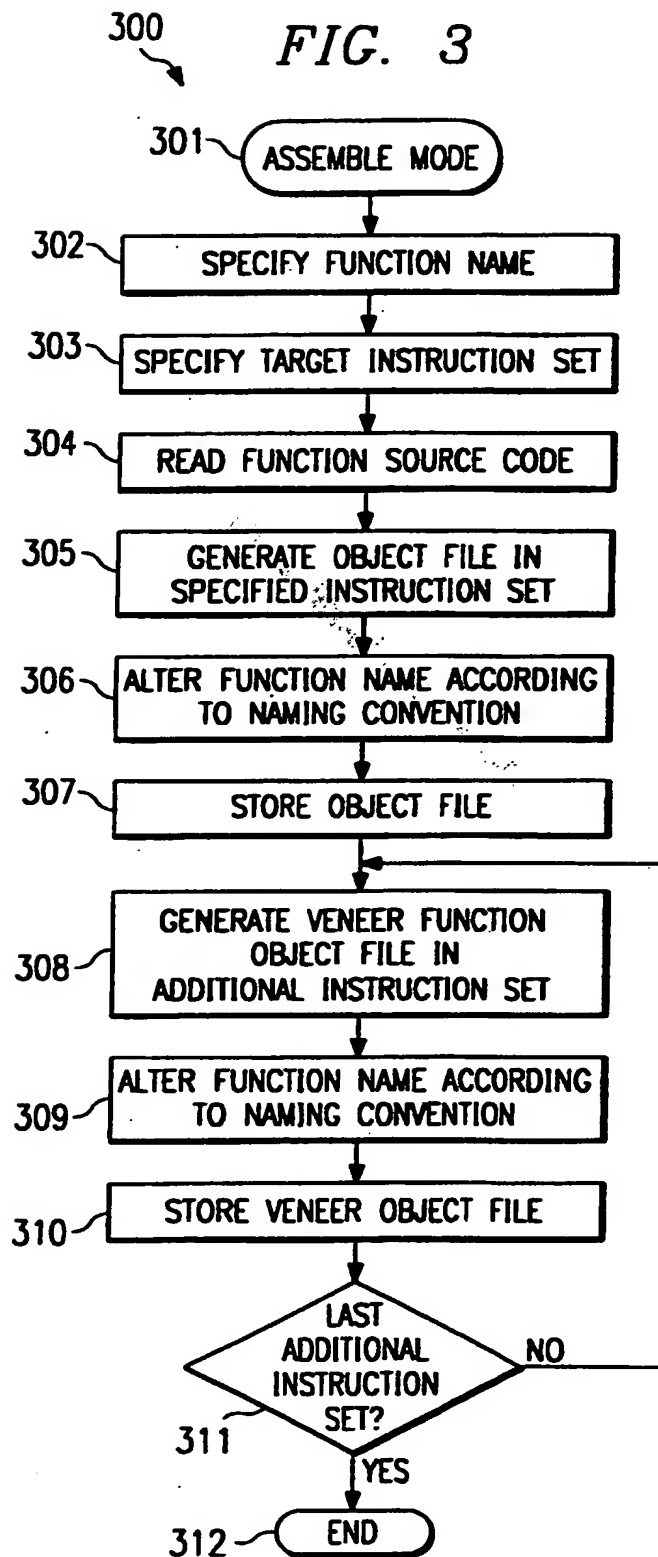 300
FIG. 3
301
ASSEMBLE MODE
302
SPECIFY FUNCTION NAME
303
SPECIFY TARGET INSTRUCTION SET
304
READ FUNCTION SOURCE CODE
305
GENERATE OBJECT FILE IN
SPECIFIED INSTRUCTION SET
306
ALTER FUNCTION NAME ACCORDING
TO NAMING CONVENTION
307
STORE OBJECT FILE
308
GENERATE VENEER FUNCTION
OBJECT FILE IN
ADDITIONAL INSTRUCTION SET
309
ALTER FUNCTION NAME ACCORDING
TO NAMING CONVENTION
310
STORE VENEER OBJECT FILE
LAST
ADDITIONAL
INSTRUCTION
SET?
NO
311
YES
312
END